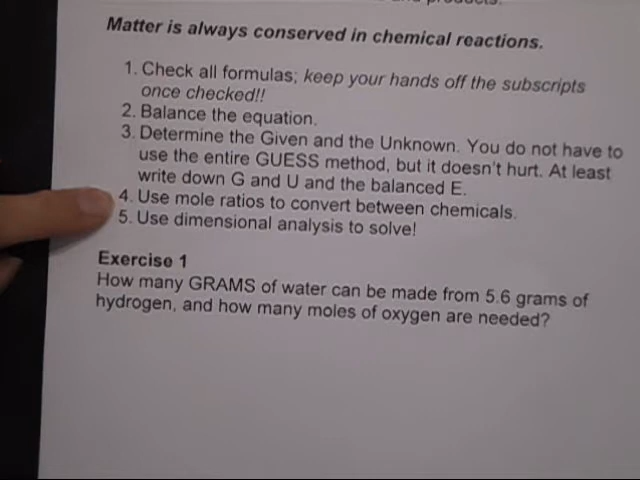 products.
Matter is always conserved in chemical reactions.
1. Check all formulas; keep your hands off the subscripts
once checked!!
2. Balance the equation.
3. Determine the Given and the Unknown. You do not have to
use the entire GUESS method, but it doesn't hurt. At least
write down G and U and the balanced E.
4. Use mole ratios to convert between chemicals.
5. Use dimensional analysis to solve!
Exercise 1
How many GRAMS of water can be made from 5.6 grams of
hydrogen, and how many moles of oxygen are needed?